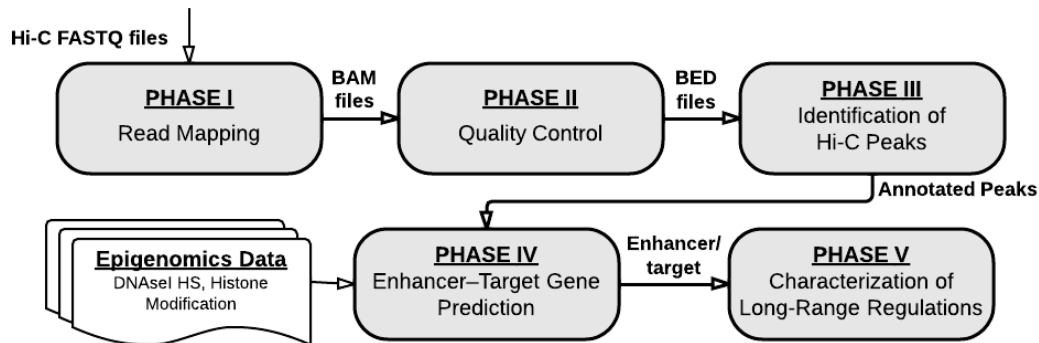 Hi-C FASTQ files
PHASE I
Read Mapping
BAM
files
PHASE II
Quality Control
BED
files
PHASE III
Identification of
Hi-C Peaks
Annotated Peaks
Epigenomics Data
DNAseI HS, Histone
Modification
PHASE IV
Enhancer–Target Gene
Prediction
Enhancer/
target
PHASE V
Characterization of
Long-Range Regulations